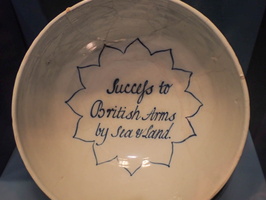 Succeſs to
British Arms
by Sea & Land.